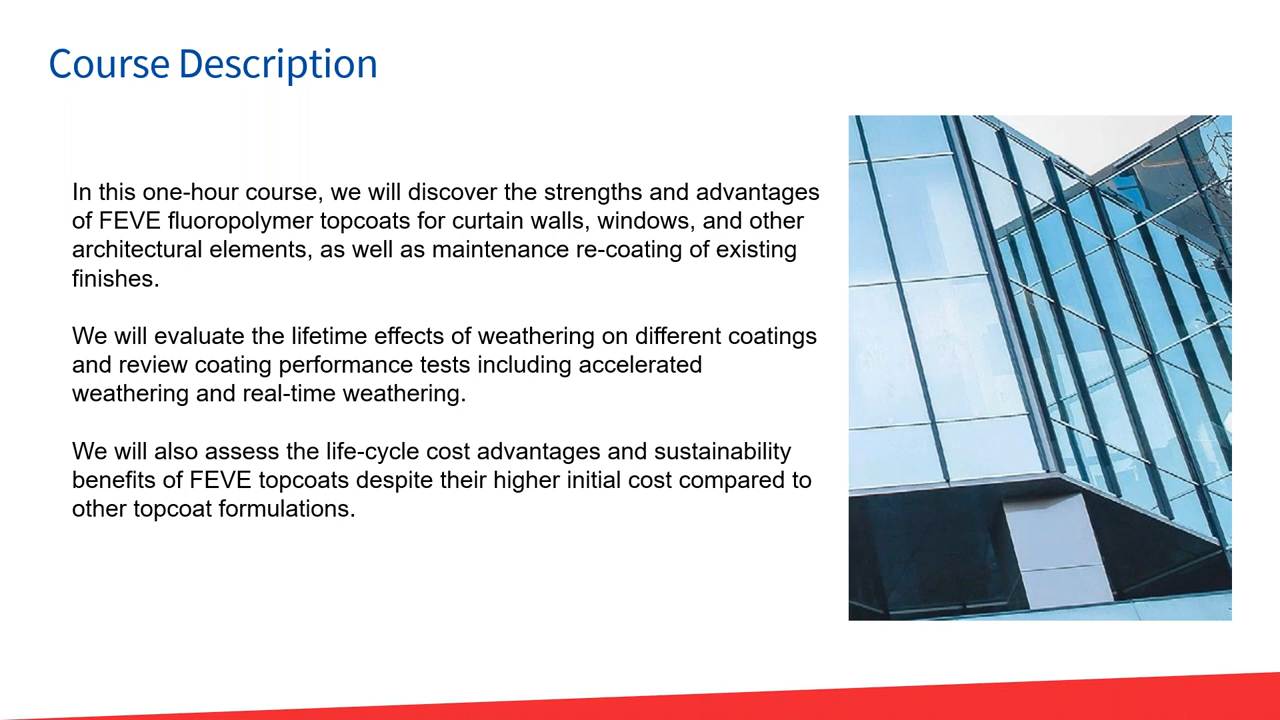 Course Description
In this one-hour course, we will discover the strengths and advantages
of FEVE fluoropolymer topcoats for curtain walls, windows, and other
architectural elements, as well as maintenance re-coating of existing
finishes.
We will evaluate the lifetime effects of weathering on different coatings
and review coating performance tests including accelerated
weathering and real-time weathering.
We will also assess the life-cycle cost advantages and sustainability
benefits of FEVE topcoats despite their higher initial cost compared to
other topcoat formulations.